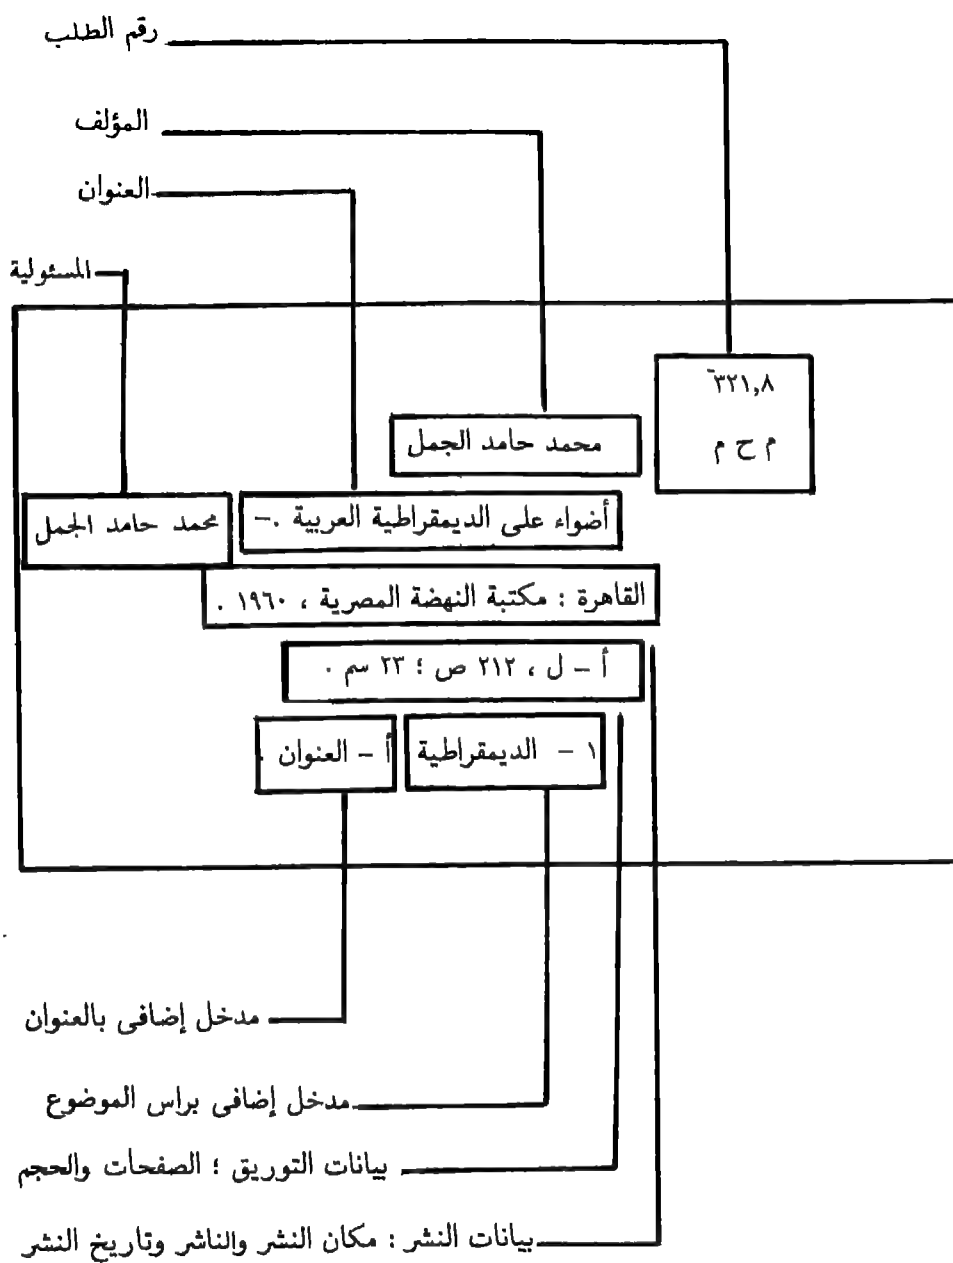 رقم الطلب
المؤلف
العنوان
المسئولية
٣٢١,٨
م ح م
محمد حامد الجمل
أضواء على الديمقراطية العربية .–
محمد حامد الجمل
القاهرة : مكتبة النهضة المصرية ، ١٩٦٠ .
أ – ل ، ٢١٢ ص ؛ ٢٣ سم .
١ – الديمقراطية
أ – العنوان .
مدخل إضافى بالعنوان
مدخل إضافى براس الموضوع
بيانات التوريق ؛ الصفحات والحجم
بيانات النشر : مكان النشر والناشر وتاريخ النشر